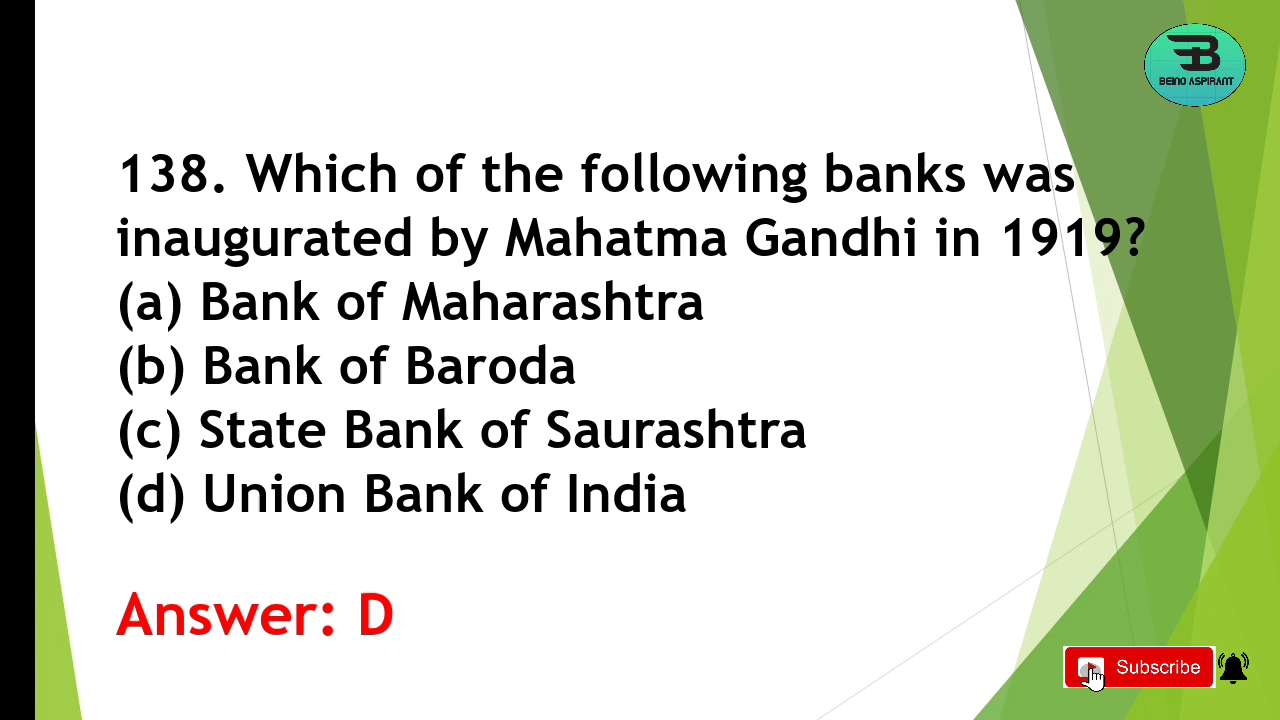 BEING ASPIRANT
138. Which of the following banks was
inaugurated by Mahatma Gandhi in 1919?
(a) Bank of Maharashtra
(b) Bank of Baroda
(c) State Bank of Saurashtra
(d) Union Bank of India
Answer: D
Subscribe